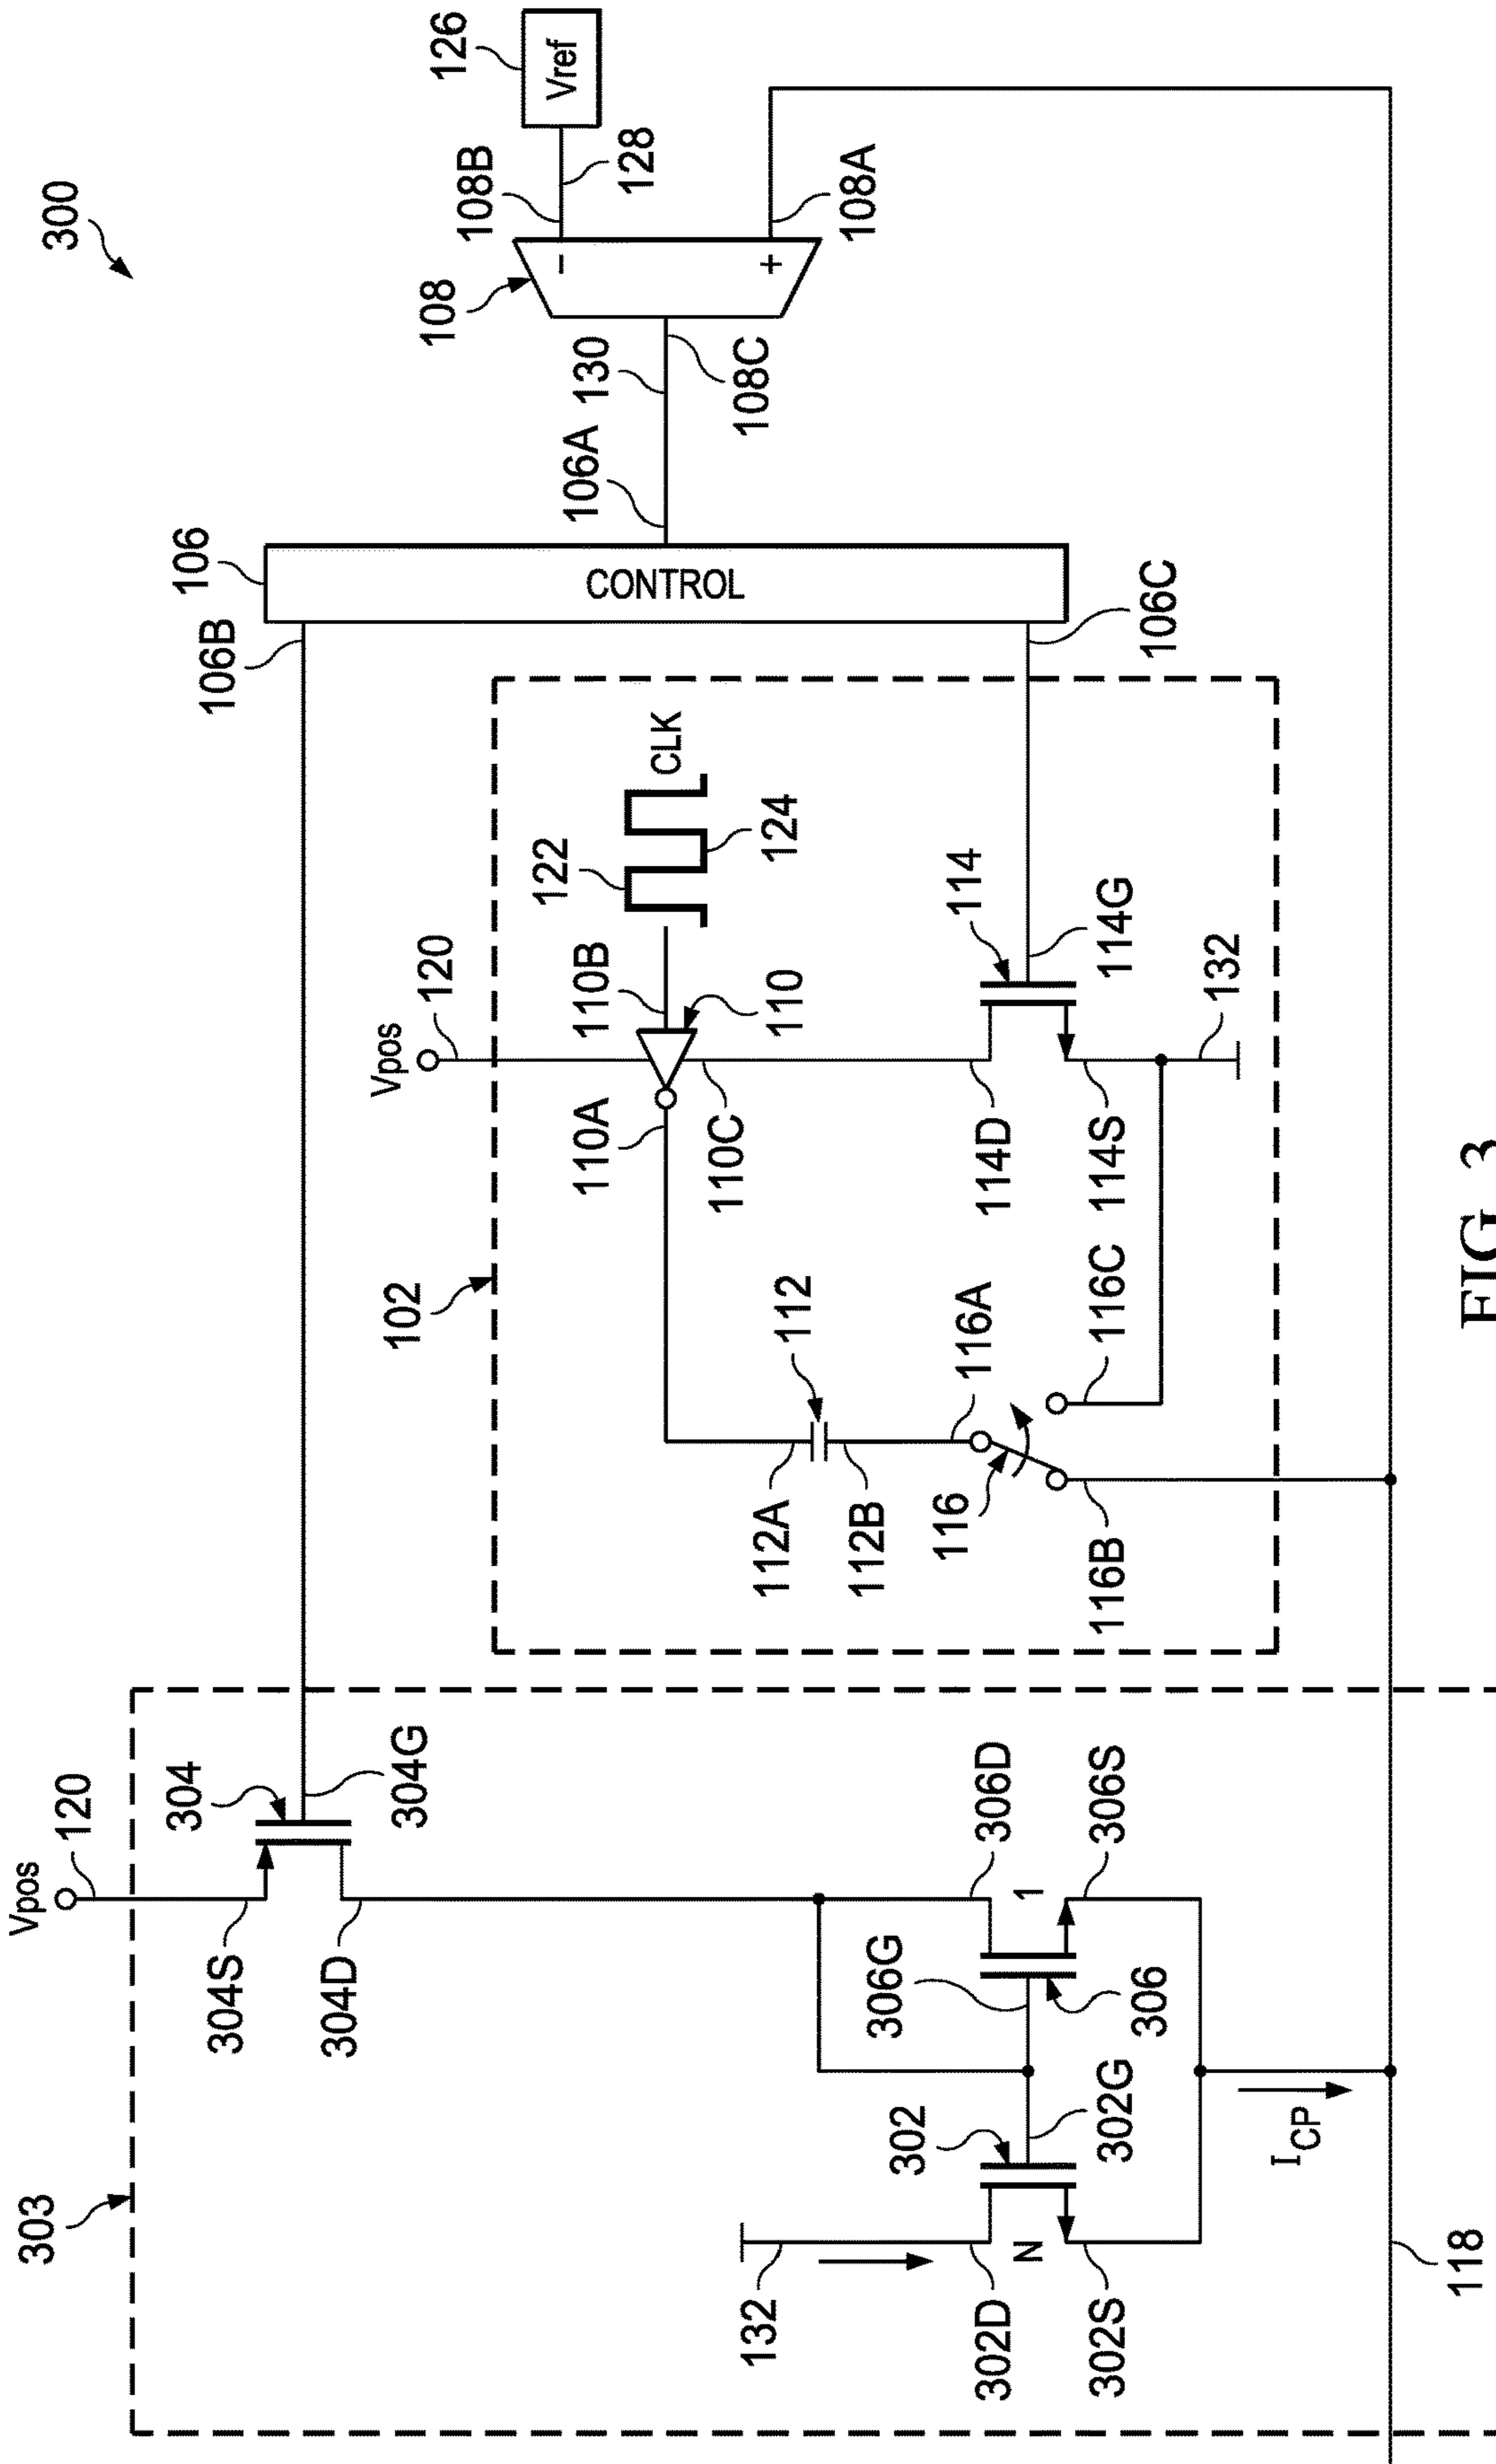 300
126
Vref
108B
128
108
108A
-
+
130
108C
106A
106
CONTROL
106B
106C
CLK
122
124
120
Vpos
110B
110
110A
110C
114
114G
114D
114S
132
102
112
112A
112B
116A
116C
116
116B
303
120
Vpos
304
304G
304S
304D
306D
306S
1
306G
306
302
302G
132
302D
302S
N
ICP
118
FIG. 3